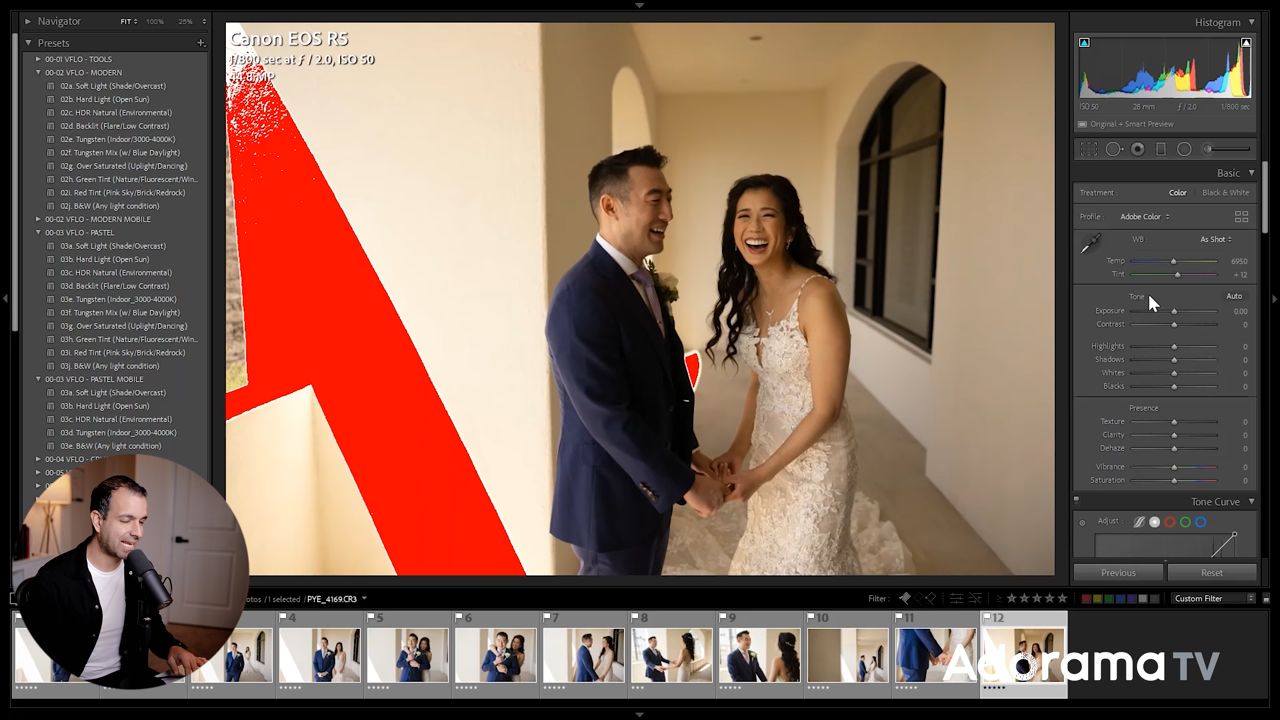 Navigator FIT 100% 25%
Presets
00-01 VFLO - TOOLS
00-02 VFLO - MODERN
02a. Soft Light (Shade/Overcast)
02b. Hard Light (Open Sun)
02c. HDR Natural (Environmental)
02d. Backlit (Flare/Low Contrast)
02e. Tungsten (Indoor/3000-4000K)
02f. Tungsten Mix (w/ Blue Daylight)
02g. Over Saturated (Uplight/Dancing)
02h. Green Tint (Nature/Fluorescent/Win...
02i. Red Tint (Pink Sky/Brick/Redrock)
02j. B&W (Any light condition)
00-02 VFLO - MODERN MOBILE
00-03 VFLO - PASTEL
03a. Soft Light (Shade/Overcast)
03b. Hard Light (Open Sun)
03c. HDR Natural (Environmental)
03d. Backlit (Flare/Low Contrast)
03e. Tungsten (Indoor_3000-4000K)
03f. Tungsten Mix (w/ Blue Daylight)
03g. Over Saturated (Uplight/Dancing)
03h. Green Tint (Nature/Fluorescent/Win...
03i. Red Tint (Pink Sky/Brick/Redrock)
03j. B&W (Any light condition)
00-03 VFLO - PASTEL MOBILE
03a. Soft Light (Shade/Overcast)
03b. Hard Light (Open Sun)
03c. HDR Natural (Environmental)
03d. Tungsten (Indoor_3000-4000K)
03e. B&W (Any light condition)
Canon EOS R5
1/800 sec at ƒ / 2.0, ISO 50
Histogram
ISO 50 28 mm ƒ / 2.0 1/800 sec
Original + Smart Preview
Basic
Treatment: Color Black & White
Profile: Adobe Color
WB: As Shot
Temp 6950
Tint + 12
Tone Auto
Exposure 0.00
Contrast 0
Highlights 0
Shadows 0
Whites 0
Blacks 0
Presence
Texture 0
Clarity 0
Dehaze 0
Vibrance 0
Saturation 0
Tone Curve
Adjust:
Previous Reset
/ 1 selected / PYE_4169.CR3
Filter: Custom Filter
4 5 6 7 8 9 10 11 12
Adorama TV